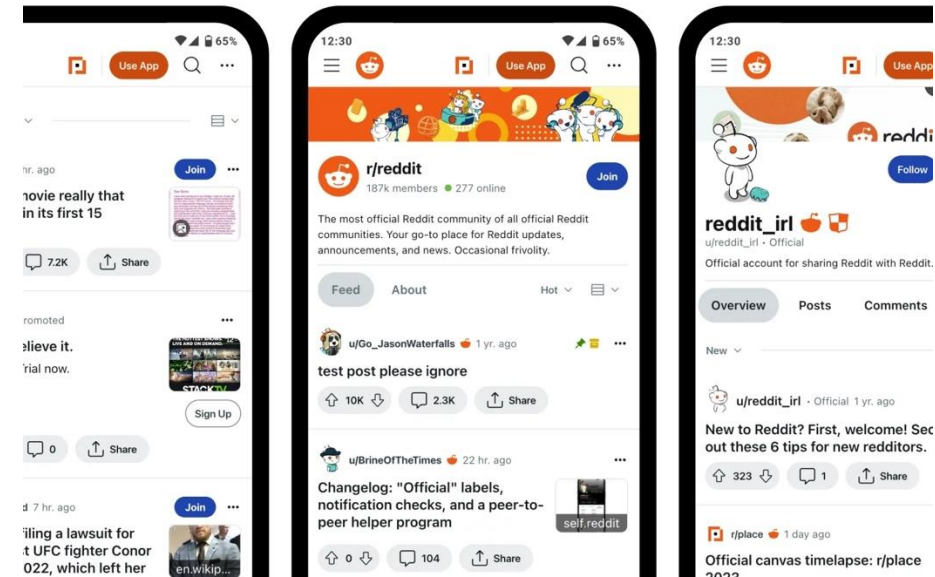 65%
Use App
hr. ago
Join
novie really that
in its first 15
7.2K
Share
romoted
elieve it.
rial now.
LIVE AND ON DEMAND
STACKTV
Sign Up
0
Share
d 7 hr. ago
Join
filing a lawsuit for
t UFC fighter Conor
022, which left her
en.wikip...
12:30
65%
Use App
r/reddit
187k members
277 online
Join
The most official Reddit community of all official Reddit
communities. Your go-to place for Reddit updates,
announcements, and news. Occasional frivolity.
Feed
About
Hot
u/Go_JasonWaterfalls
1 yr. ago
test post please ignore
10K
2.3K
Share
u/BrineOfTheTimes
22 hr. ago
Changelog: "Official" labels,
notification checks, and a peer-to-
peer helper program
self.reddit
0
104
Share
12:30
Use App
reddi
Follow
reddit_irl
u/reddit_irl • Official
Official account for sharing Reddit with Reddit.
Overview
Posts
Comments
New
u/reddit_irl • Official 1 yr. ago
New to Reddit? First, welcome! Sec
out these 6 tips for new redditors.
323
1
Share
r/place
1 day ago
Official canvas timelapse: r/place
2023